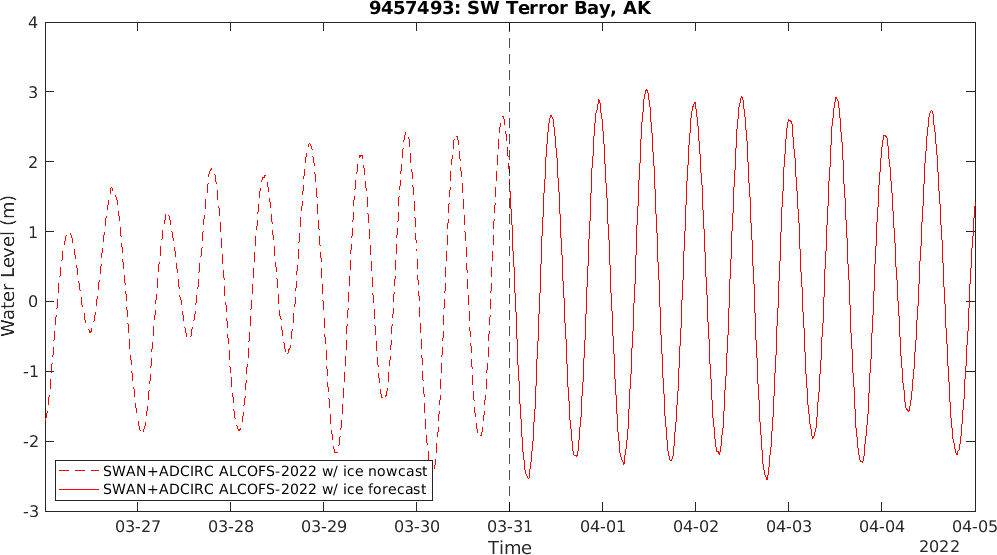 9457493: SW Terror Bay, AK
4
3
2
1
0
-1
-2
-3
Water Level (m)
SWAN+ADCIRC ALCOFS-2022 w/ ice nowcast
SWAN+ADCIRC ALCOFS-2022 w/ ice forecast
03-27 03-28 03-29 03-30 03-31 04-01 04-02 04-03 04-04 04-05
Time
2022